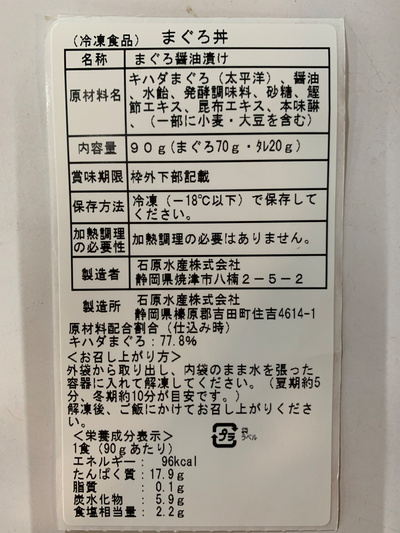 (冷凍食品) まぐろ丼
名称 まぐろ醤油漬け
原材料名 キハダまぐろ(太平洋)、醤油
、水飴、発酵調味料、砂糖、鰹
節エキス、昆布エキス、本味醂
、(一部に小麦・大豆を含む)
内容量 90g(まぐろ70g・タレ20g)
賞味期限 枠外下部記載
保存方法 冷凍(−18℃以下)で保存して
ください。
加熱調理の必要性 加熱調理の必要はありません。
製造者 石原水産株式会社
静岡県焼津市八楠2−5−2
製造所 石原水産株式会社
静岡県榛原郡吉田町住吉4614-1
原材料配合割合(仕込み時)
キハダまぐろ:77.8%
<お召し上がり方>
外袋から取り出し、内袋のまま水を張った
容器に入れて解凍してください。(夏期約5
分、冬期約10分が目安です。)
解凍後、ご飯にかけてお召し上がりくださ
い。
<栄養成分表示>
1食(90gあたり)
エネルギー: 96kcal
たんぱく質:17.9g
脂質 : 0.1g
炭水化物 : 5.9g
食塩相当量: 2.2g
プラ
袋
ラベル